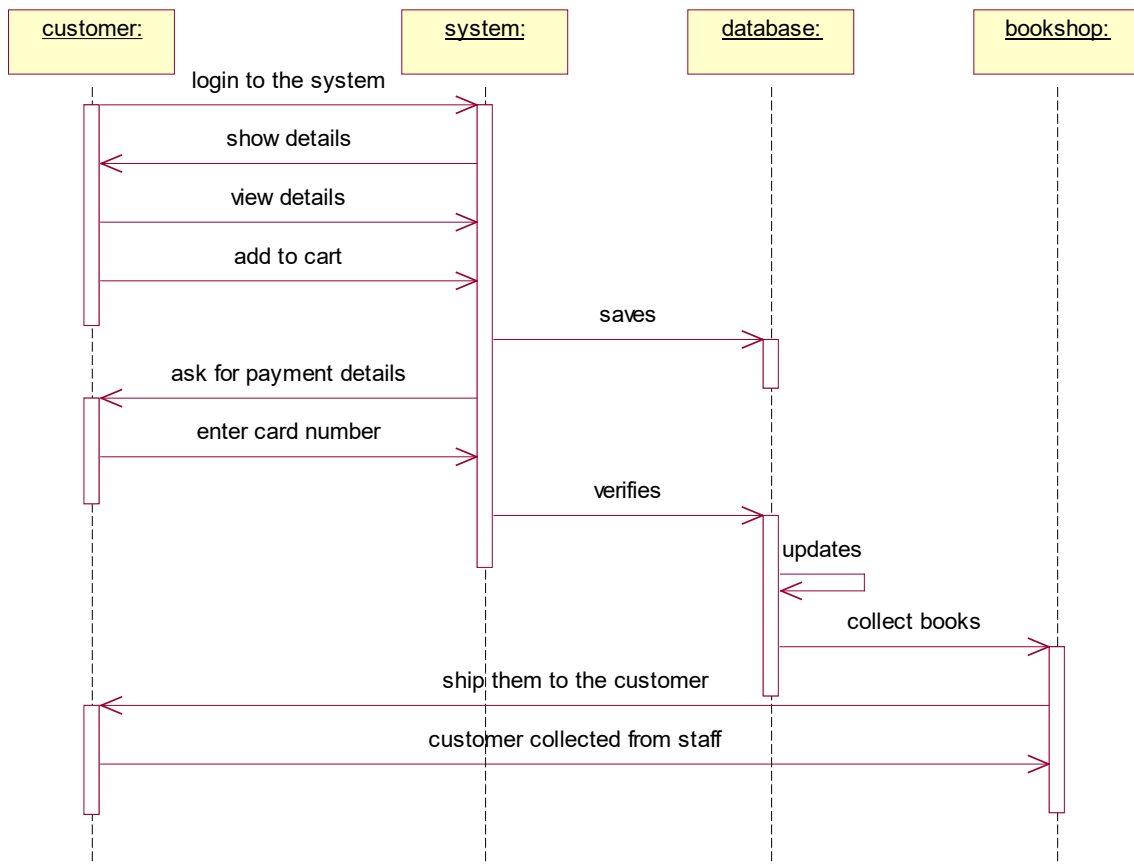 customer:
system:
database:
bookshop:
login to the system
show details
view details
add to cart
saves
ask for payment details
enter card number
verifies
updates
collect books
ship them to the customer
customer collected from staff